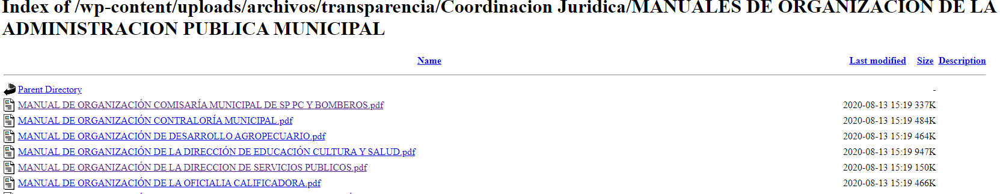 Index of /wp-content/uploads/archivos/transparencia/Coordinacion Juridica/MANUALES DE ORGANIZACION DE LA
ADMINISTRACION PUBLICA MUNICIPAL
Name Last modified Size Description
Parent Directory -
MANUAL DE ORGANIZACIÓN COMISARÍA MUNICIPAL DE SP PC Y BOMBEROS.pdf 2020-08-13 15:19 337K
MANUAL DE ORGANIZACIÓN CONTRALORÍA MUNICIPAL.pdf 2020-08-13 15:19 484K
MANUAL DE ORGANIZACIÓN DE DESARROLLO AGROPECUARIO.pdf 2020-08-13 15:19 464K
MANUAL DE ORGANIZACIÓN DE LA DIRECCIÓN DE EDUCACIÓN CULTURA Y SALUD.pdf 2020-08-13 15:19 947K
MANUAL DE ORGANIZACIÓN DE LA DIRECCION DE SERVICIOS PUBLICOS.pdf 2020-08-13 15:19 150K
MANUAL DE ORGANIZACIÓN DE LA OFICIALIA CALIFICADORA.pdf 2020-08-13 15:19 466K